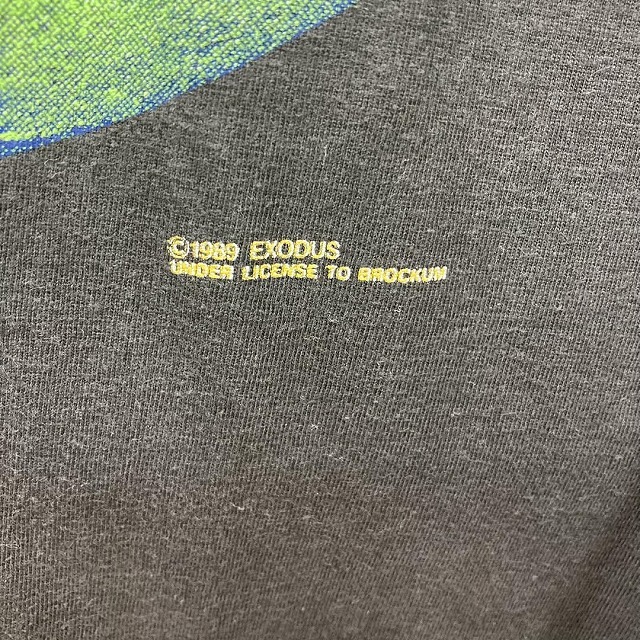 ©1989 EXODUS
UNDER LICENSE TO BROCKUM